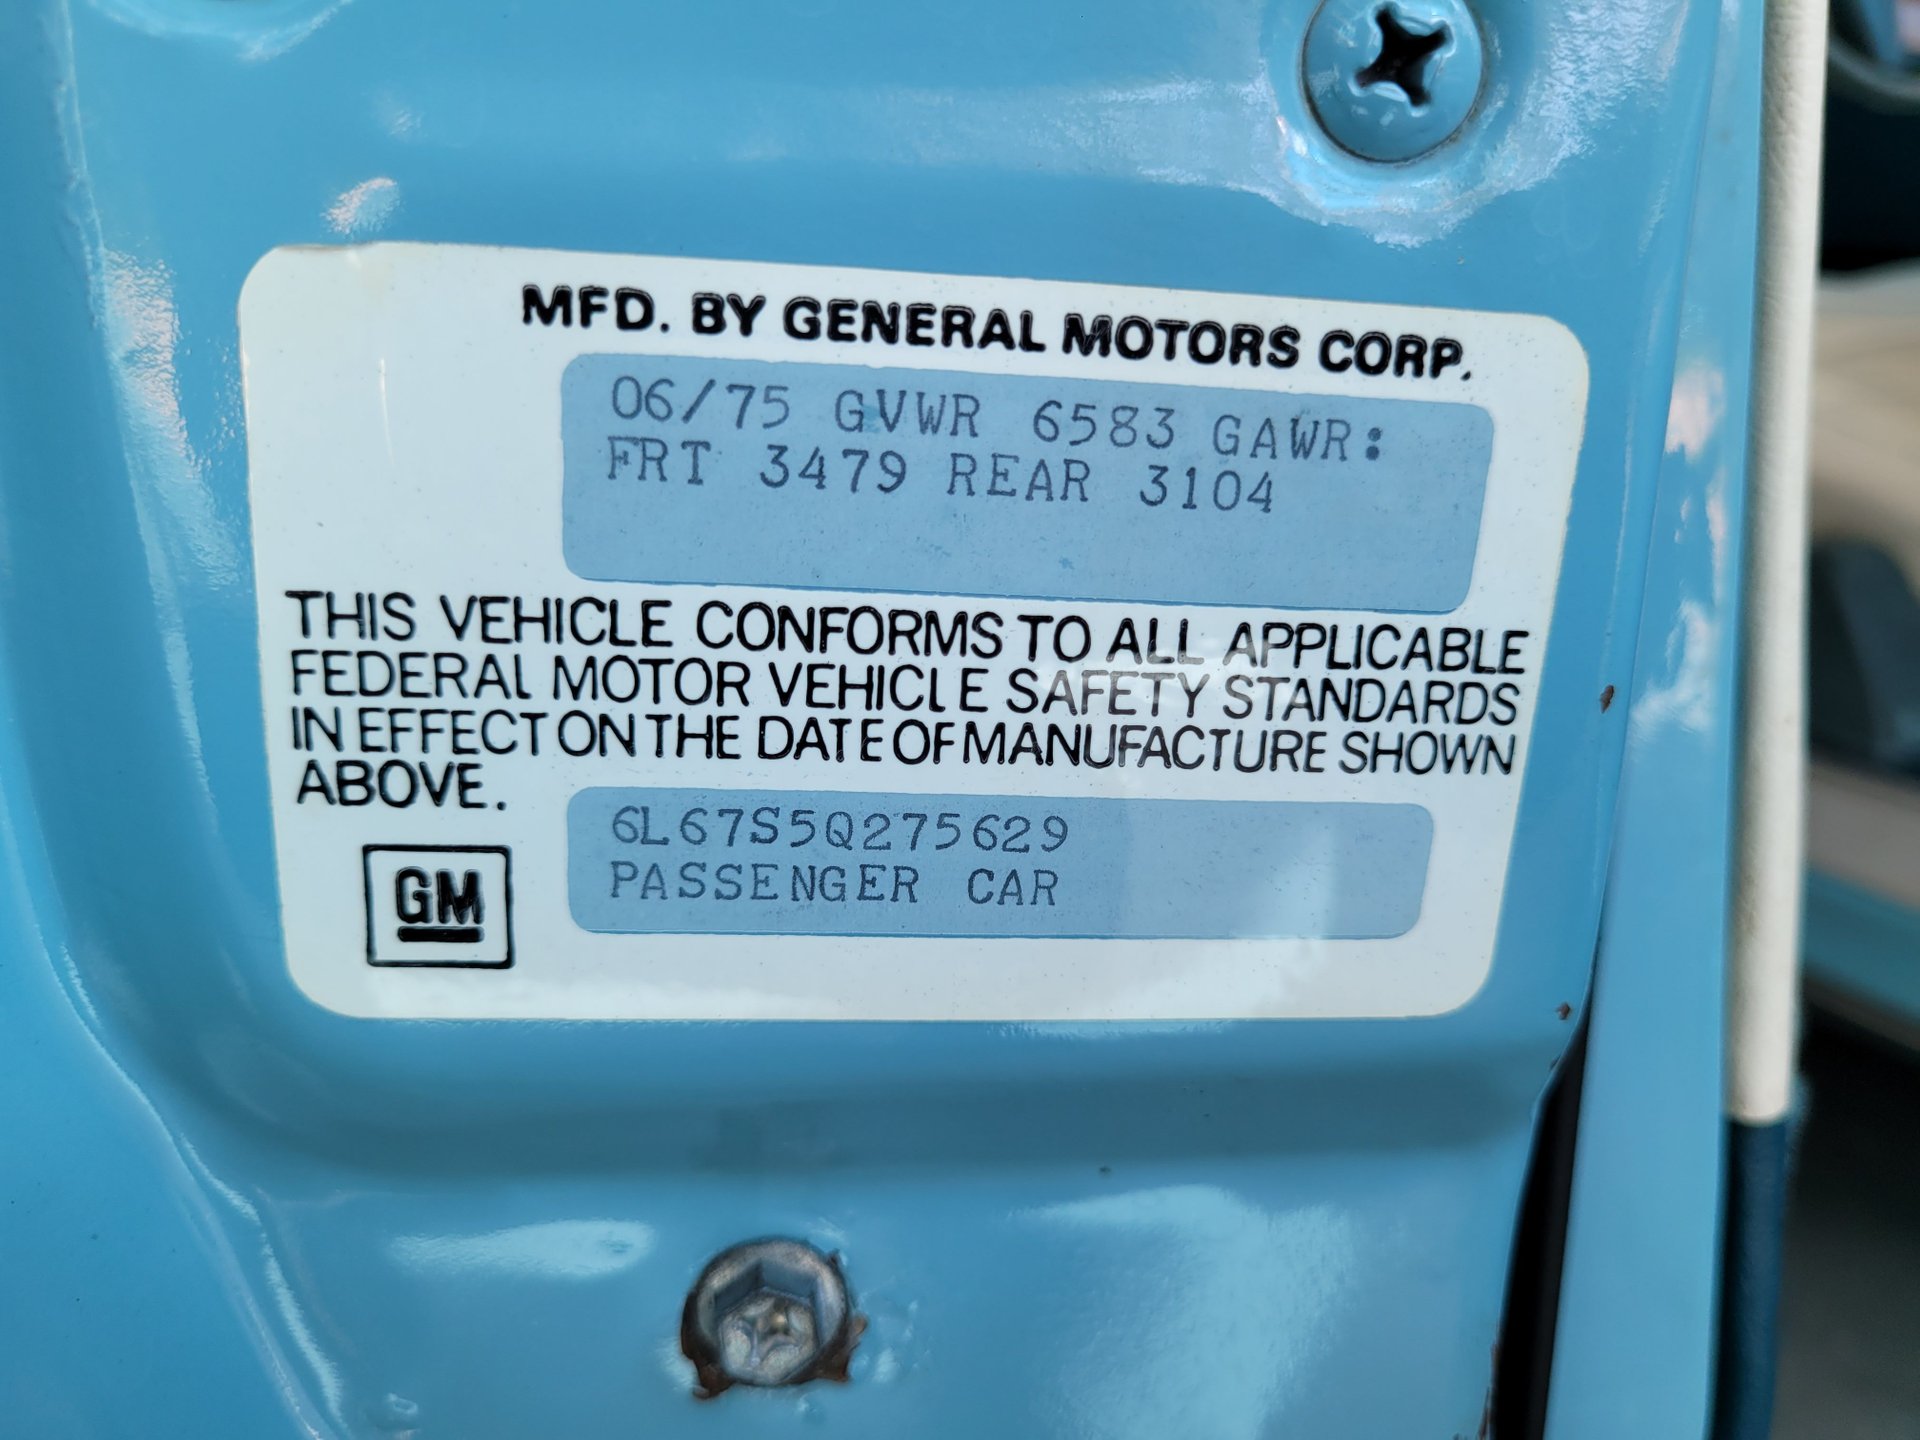 MFD. BY GENERAL MOTORS CORP.
06/75 GVWR 6583 GAWR:
FRT 3479 REAR 3104
THIS VEHICLE CONFORMS TO ALL APPLICABLE
FEDERAL MOTOR VEHICLE SAFETY STANDARDS
IN EFFECT ON THE DATE OF MANUFACTURE SHOWN
ABOVE.
6L67S5Q275629
PASSENGER CAR
GM